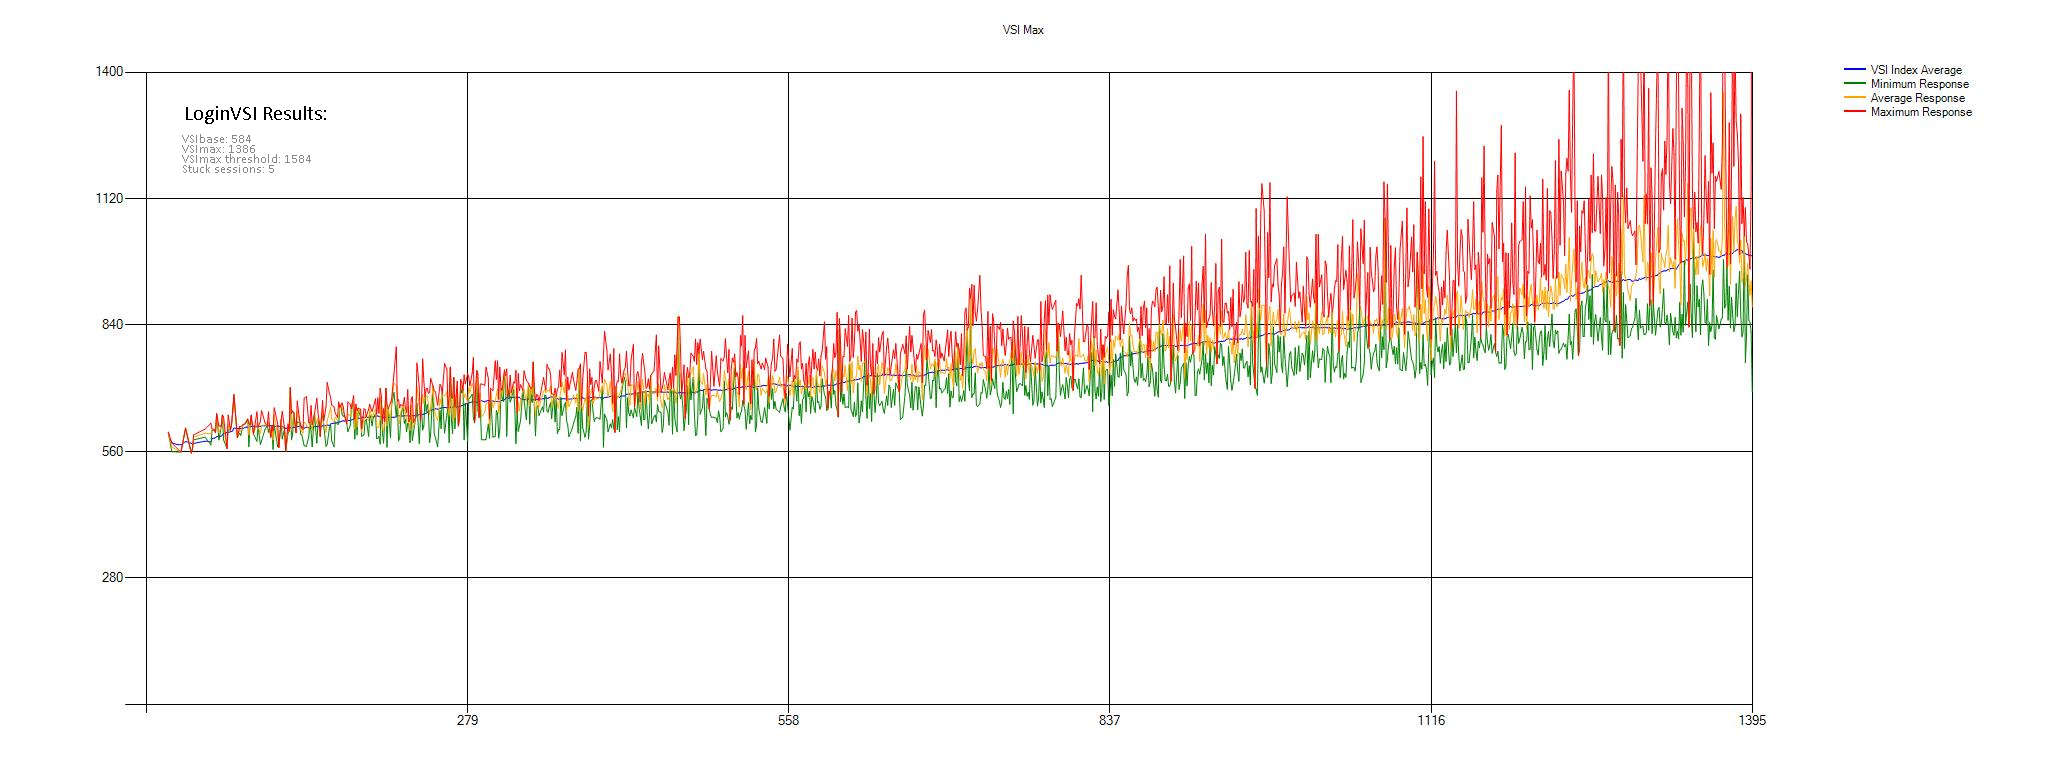 VSI Max
1400
1120
840
560
280
LoginVSI Results:
VSIbase: 584
VSImax: 1386
VSImax threshold: 1584
Stuck sessions: 5
279
558
837
1116
1395
VSI Index Average
Minimum Response
Average Response
Maximum Response